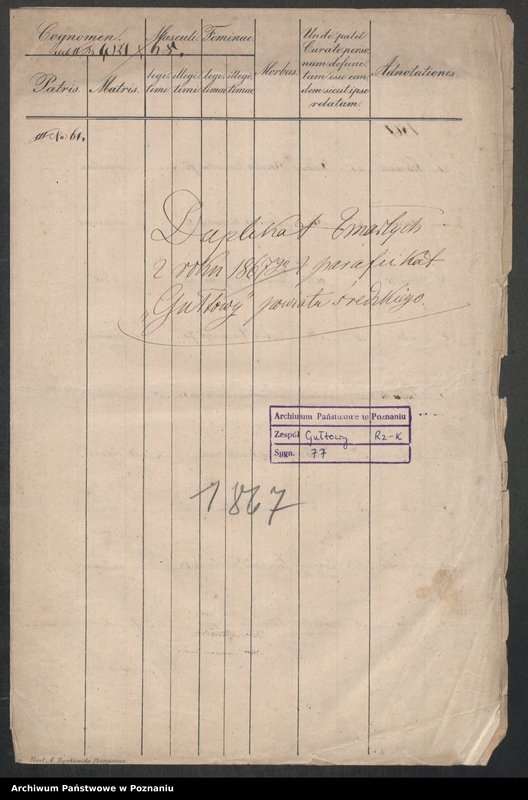 Cognomen.
Masculi.
Feminae.
Patris.
Matris.
legi-
timi
illegi-
timi
legi-
timae
illegi-
timae
Morbus.
Unde patet
Curato perso-
nam defunc-
tam esse ean-
dem sicut ipse
relatam.
Adnotationes.
61.
Duplikat Zmarłych
z roku 1867go z parafii kat
„Gułtowy” powiatu średzkiego.
Archiwum Państwowe w Poznaniu
Zespół Gułtowy Rz-K
Sygn. 77
1867
Archiwum Państwowe w Poznaniu